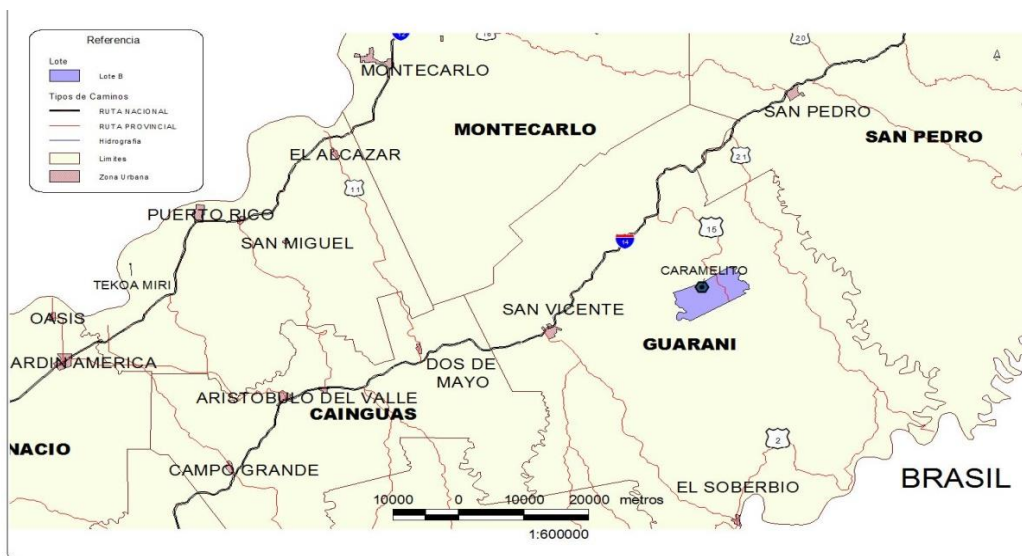 Referencia
Lote
Lote B
Tipos de Caminos
RUTA NACIONAL
RUTA PROVINCIAL
Hidrografia
Limites
Zona Urbana
16
20
MONTECARLO
SAN PEDRO
MONTECARLO
SAN PEDRO
EL ALCAZAR
21
11
PUERTO RICO
15
SAN MIGUEL
14
CARAMELITO
TEKOA MIRI
SAN VICENTE
OASIS
GUARANI
ARDIN AMERICA
DOS DE
MAYO
ARISTOBULO DEL VALLE
CAINGUAS
2
NACIO
CAMPO GRANDE
EL SOBERBIO
BRASIL
10000 0 10000 20000 metros
1:600000